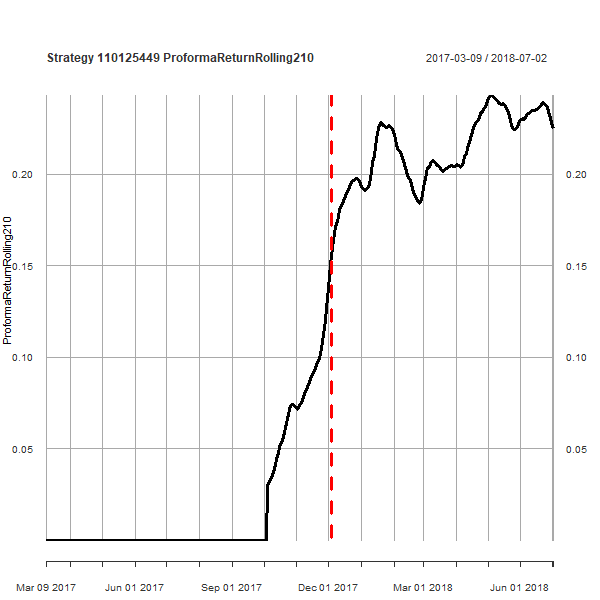 Strategy 110125449 ProformaReturnRolling210
2017-03-09 / 2018-07-02
ProformaReturnRolling210
0.20 0.20
0.15 0.15
0.10 0.10
0.05 0.05
Mar 09 2017 Jun 01 2017 Sep 01 2017 Dec 01 2017 Mar 01 2018 Jun 01 2018